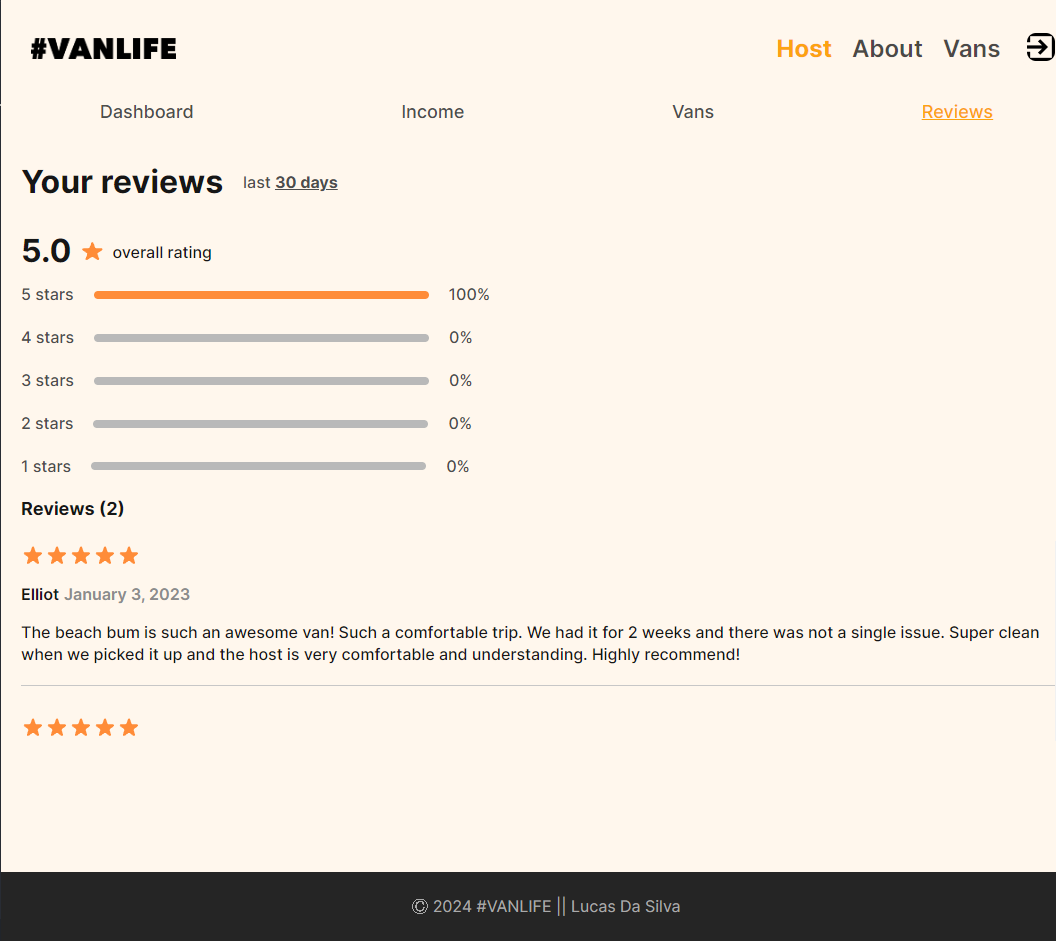 #VANLIFE
Host About Vans
Dashboard Income Vans Reviews
Your reviews last 30 days
5.0 overall rating
5 stars 100%
4 stars 0%
3 stars 0%
2 stars 0%
1 stars 0%
Reviews (2)
Elliot January 3, 2023
The beach bum is such an awesome van! Such a comfortable trip. We had it for 2 weeks and there was not a single issue. Super clean
when we picked it up and the host is very comfortable and understanding. Highly recommend!
© 2024 #VANLIFE || Lucas Da Silva